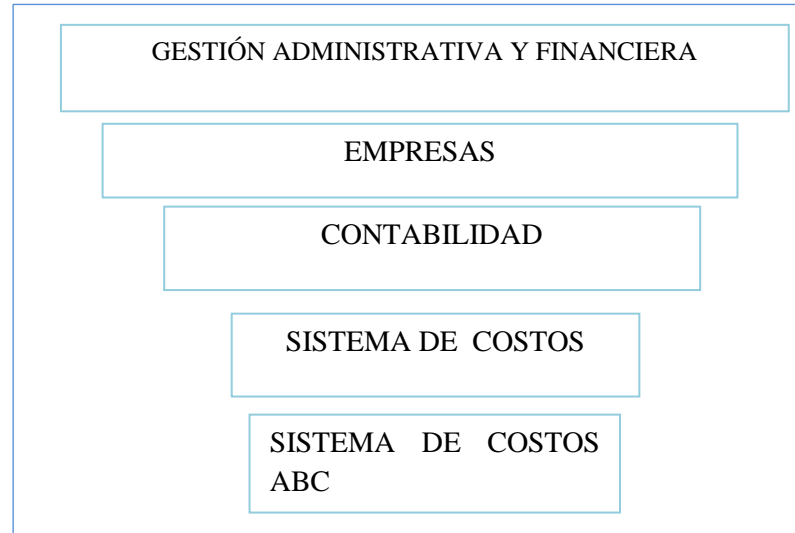 GESTIÓN ADMINISTRATIVA Y FINANCIERA
EMPRESAS
CONTABILIDAD
SISTEMA DE COSTOS
SISTEMA DE COSTOS
ABC